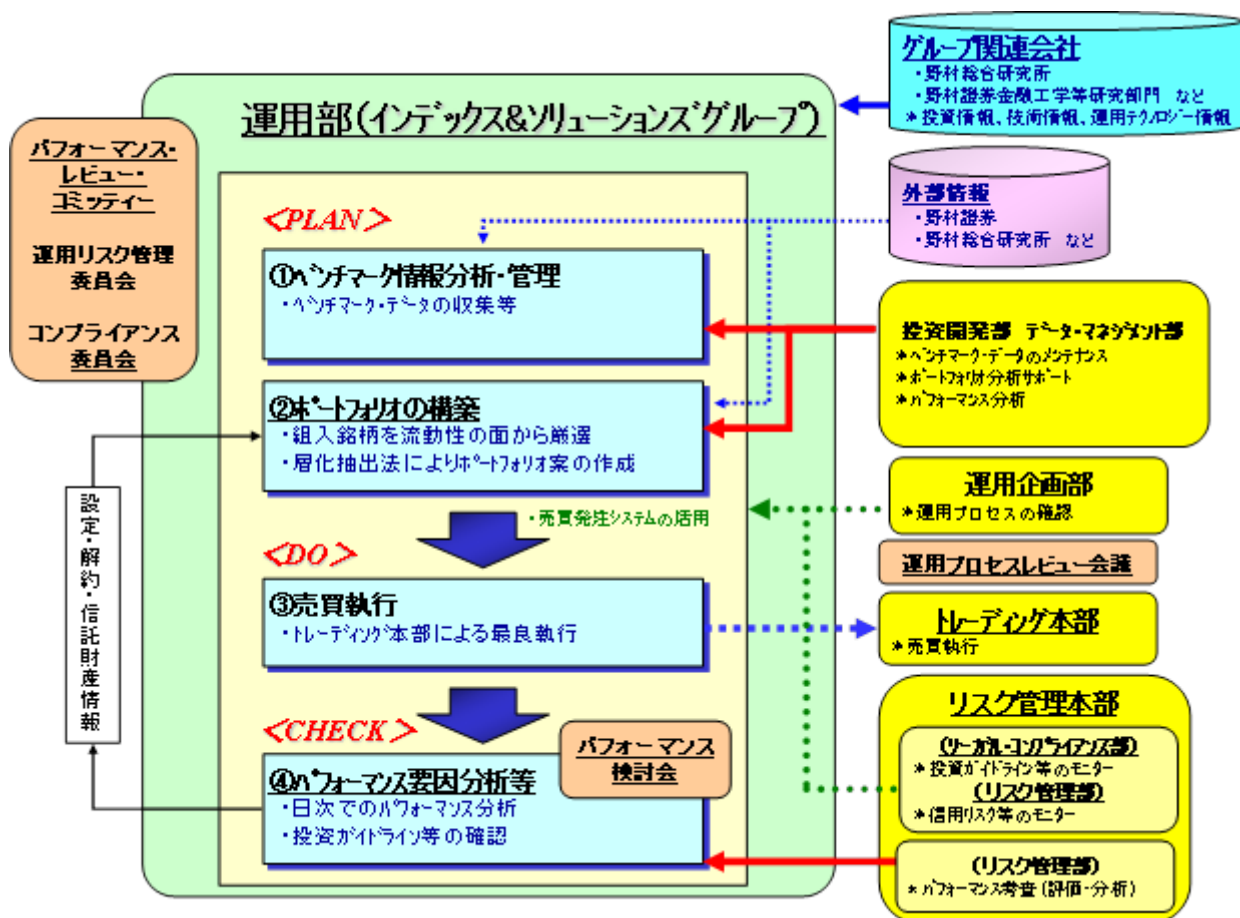 グループ関連会社
・野村総合研究所
・野村證券金融工学等研究部門 など
＊投資情報、技術情報、運用テクノロジー情報
運用部(インデックス&ソリューションズグループ)
パフォーマンス・
レビュー・
コミッティー
運用リスク管理
委員会
コンプライアンス
委員会
外部情報
・野村證券
・野村総合研究所 など
<PLAN>
①ベンチマーク情報分析・管理
・ベンチマーク・データの収集等
投資開発部 データ・マネジメント部
＊ベンチマーク・データのメンテナンス
＊ポートフォリオ分析サポート
＊パフォーマンス分析
②ポートフォリオの構築
・組入銘柄を流動性の面から厳選
・層化抽出法によりポートフォリオ案の作成
運用企画部
＊運用プロセスの確認
・売買発注システムの活用
<DO>
運用プロセスレビュー会議
③売買執行
・トレーディング本部による最良執行
トレーディング本部
＊売買執行
設定・解約・信託財産情報
<CHECK>
パフォーマンス
検討会
④パフォーマンス要因分析等
・日次でのパフォーマンス分析
・投資ガイドライン等の確認
リスク管理本部
(リーガル・コンプライアンス部)
＊投資ガイドライン等のモニター
(リスク管理部)
＊信用リスク等のモニター
(リスク管理部)
＊パフォーマンス考査(評価・分析)